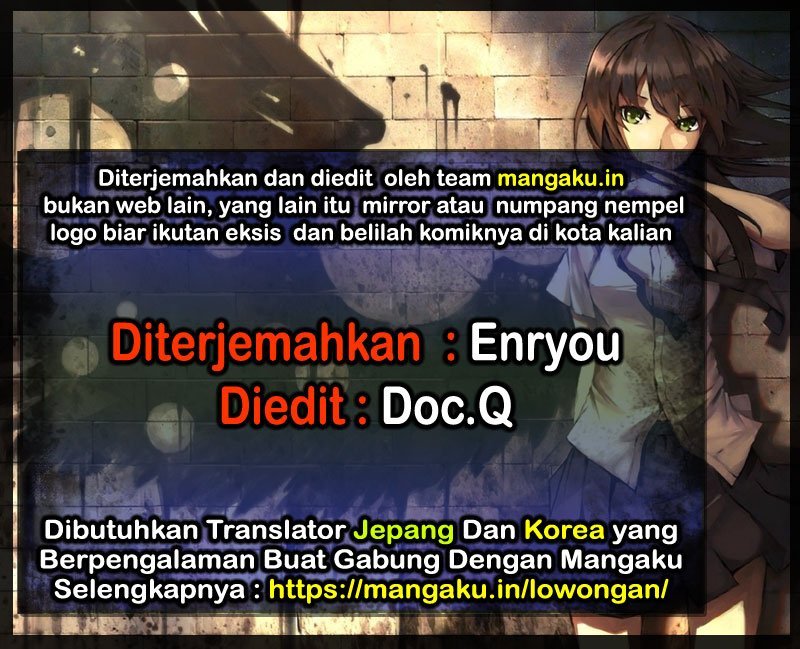 Diterjemahkan dan diedit oleh team mangaku.in
bukan web lain, yang lain itu mirror atau numpang nempel
logo biar ikutan eksis dan belilah komiknya di kota kalian
Diterjemahkan : Enryou
Diedit : Doc.Q
Dibutuhkan Translator Jepang Dan Korea yang
Berpengalaman Buat Gabung Dengan Mangaku
Selengkapnya : https://mangaku.in/lowongan/